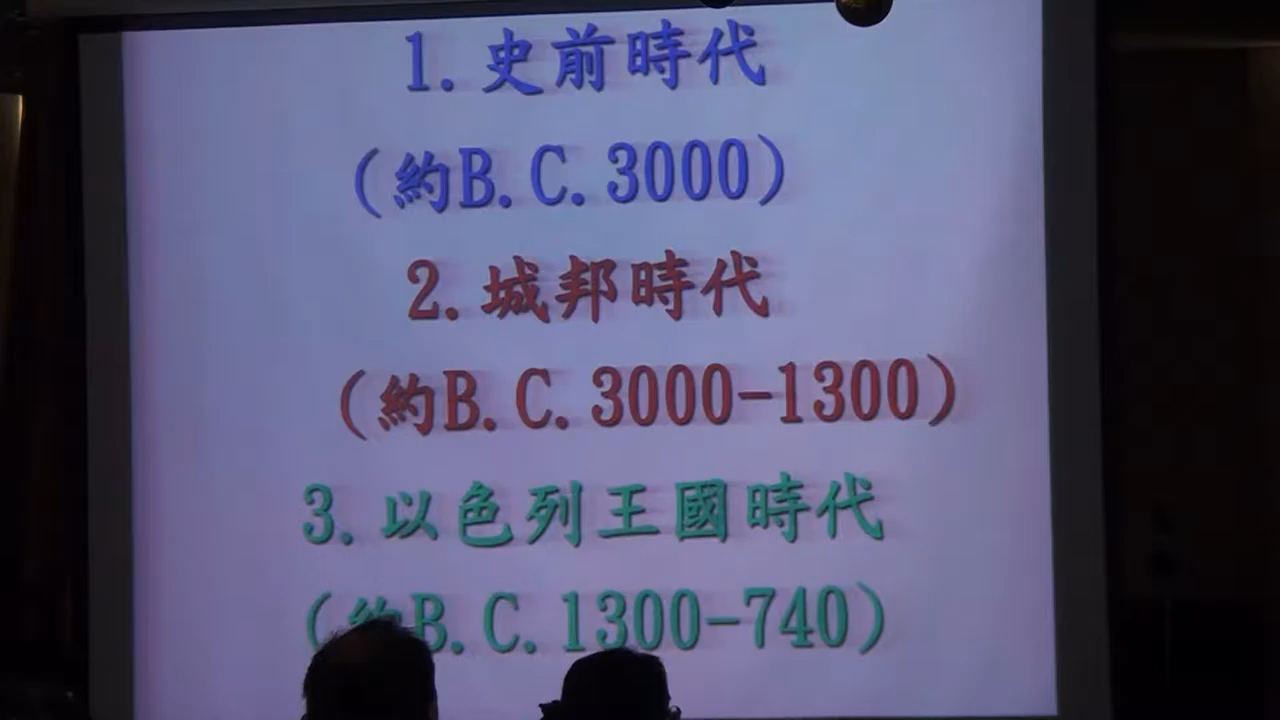 1.史前時代
(約B.C.3000)
2.城邦時代
(約B.C.3000-1300)
3.以色列王國時代
(約B.C.1300-740)